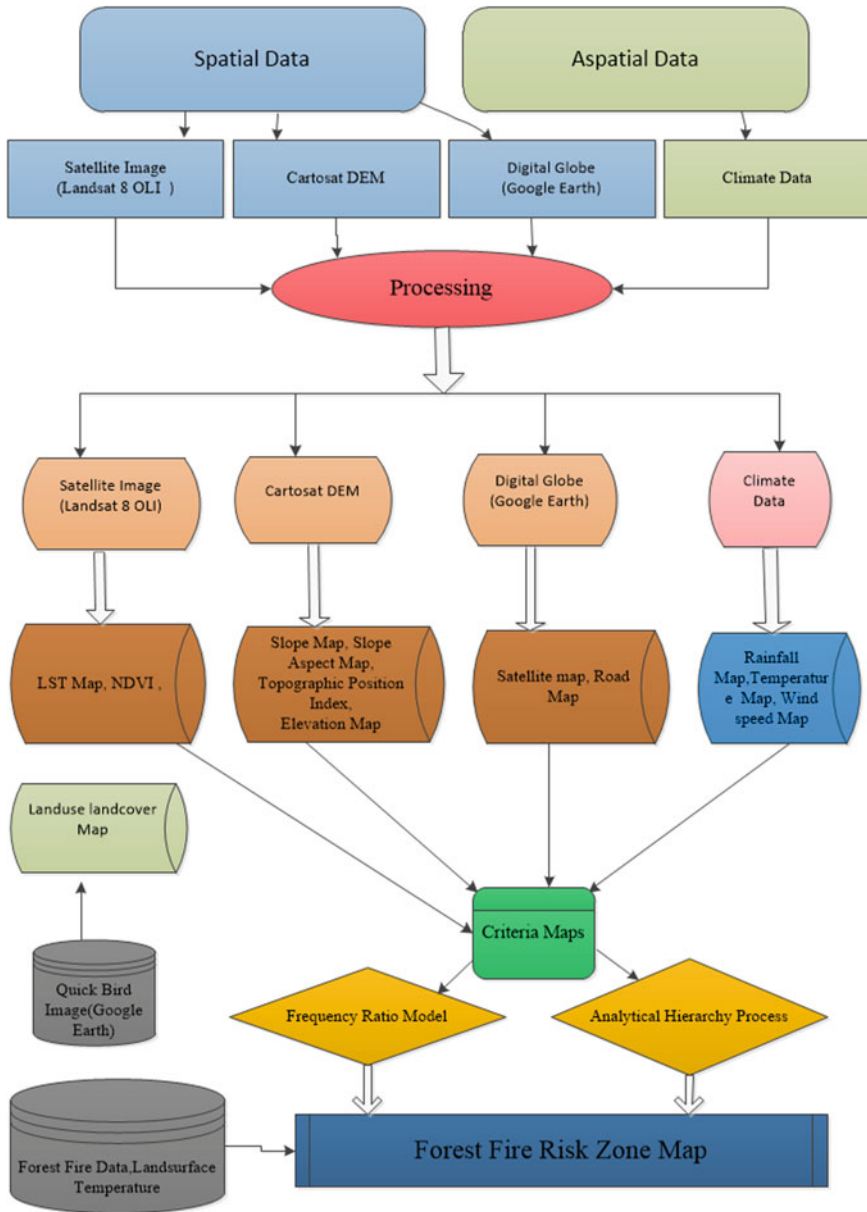 Spatial Data
Aspatial Data
Satellite Image
(Landsat 8 OLI )
Cartosat DEM
Digital Globe
(Google Earth)
Climate Data
Processing
Satellite Image
(Landsat 8 OLI)
Cartosat DEM
Digital Globe
(Google Earth)
Climate
Data
LST Map, NDVI ,
Slope Map, Slope
Aspect Map,
Topographic Position
Index,
Elevation Map
Satellite map, Road
Map
Rainfall
Map,Temperatur
e Map, Wind
speed Map
Landuse landcover
Map
Criteria Maps
Quick Bird
Image(Google
Earth)
Frequency Ratio Model
Analytical Hierarchy Process
Forest Fire Data,Landsurface
Temperature
Forest Fire Risk Zone Map